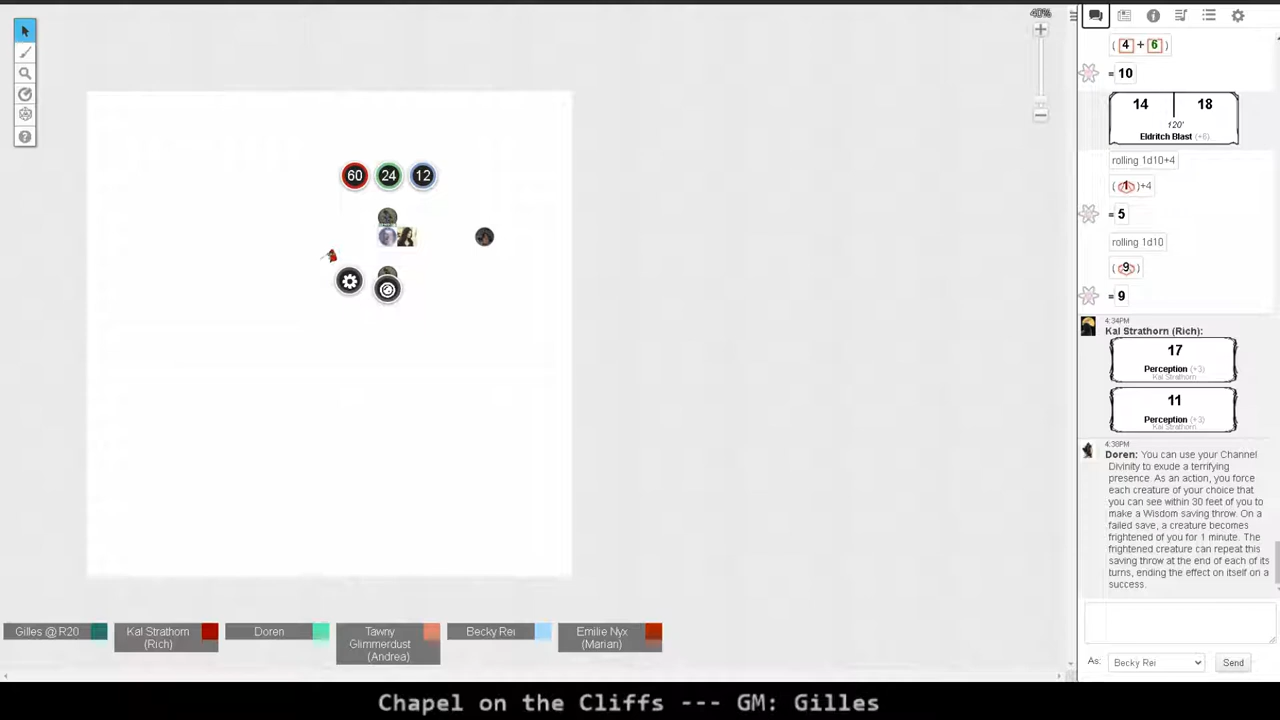 40%
( 4 + 6 )
= 10
14 18
120'
Eldritch Blast (+6)
rolling 1d10+4
( 1 )+4
= 5
rolling 1d10
( 9 )
= 9
60 24 12
4:34PM
Kal Strathorn (Rich):
17
Perception (+3)
Kal Strathorn
11
Perception (+3)
Kal Strathorn
4:38PM
Doren: You can use your Channel
Divinity to exude a terrifying
presence. As an action, you force
each creature of your choice that
you can see within 30 feet of you to
make a Wisdom saving throw. On a
failed save, a creature becomes
frightened of you for 1 minute. The
frightened creature can repeat this
saving throw at the end of each of its
turns, ending the effect on itself on a
success.
Gilles @ R20
Kal Strathorn
(Rich)
Doren
Tawny
Glimmerdust
(Andrea)
Becky Rei
Emilie Nyx
(Marian)
As: Becky Rei Send
Chapel on the Cliffs --- GM: Gilles